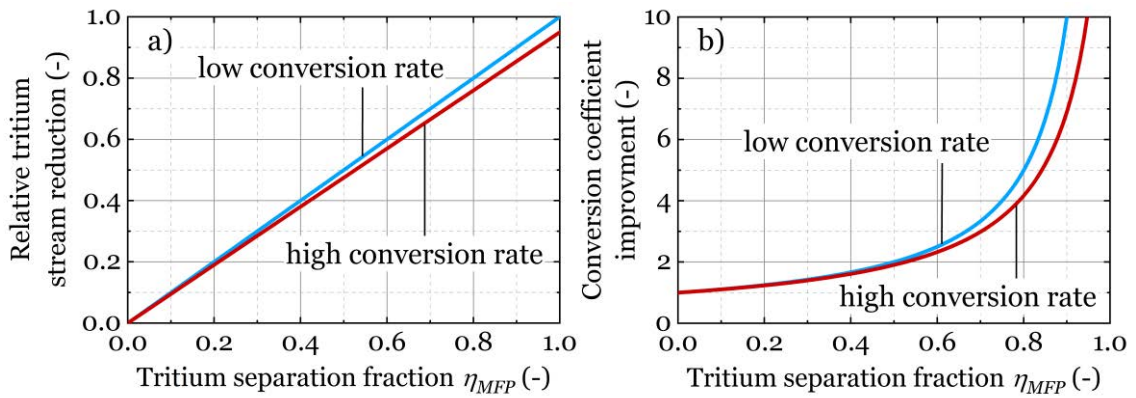 a)
Relative tritium
stream reduction (-)
1.0
0.8
0.6
0.4
0.2
0.0
low conversion rate
high conversion rate
0.0 0.2 0.4 0.6 0.8 1.0
Tritium separation fraction ηMFP (-)
b)
Conversion coefficient
improvment (-)
10
8
6
4
2
0
low conversion rate
high conversion rate
0.0 0.2 0.4 0.6 0.8 1.0
Tritium separation fraction ηMFP (-)